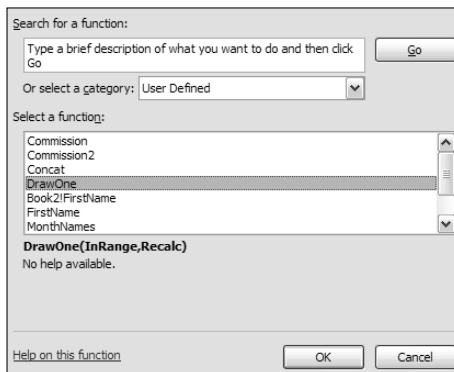 Search for a function:
Type a brief description of what you want to do and then click
Go
Go
Or select a category: User Defined
Select a function:
Commission
Commission2
Concat
DrawOne
Book2!FirstName
FirstName
MonthNames
DrawOne(InRange,Recalc)
No help available.
Help on this function
OK
Cancel